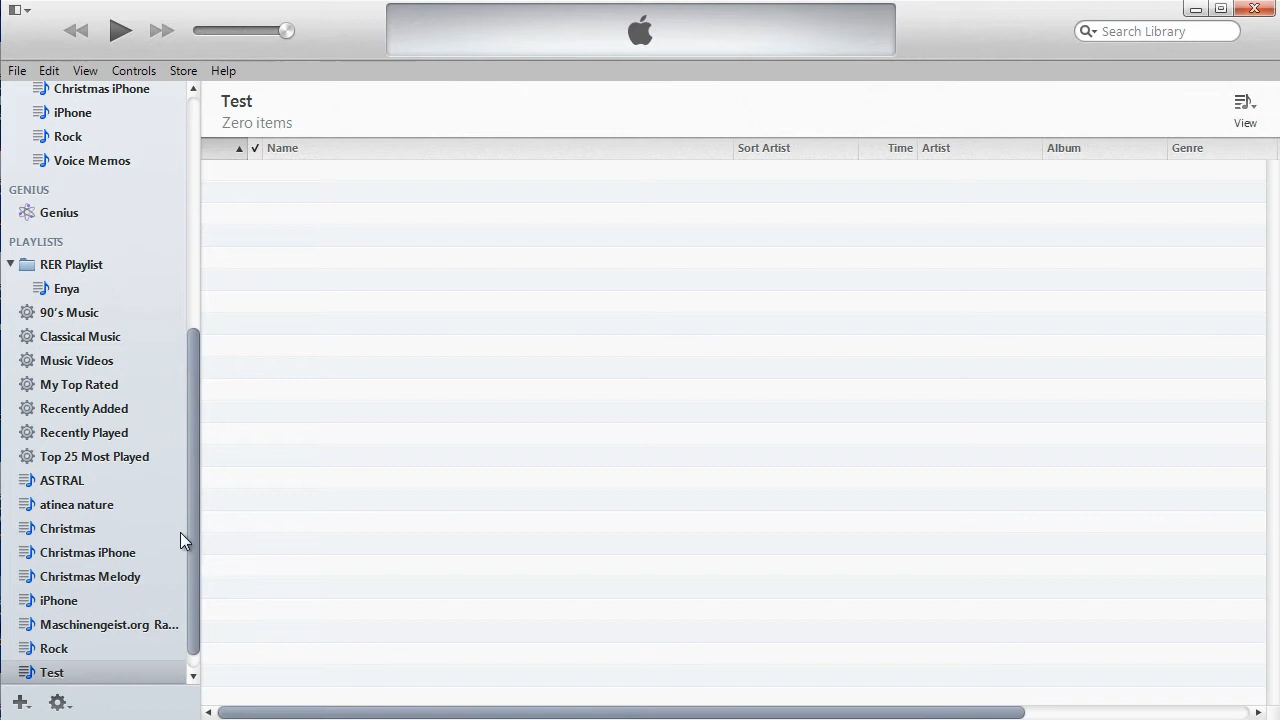 Search Library
File Edit View Controls Store Help
Christmas iPhone
iPhone
Rock
Voice Memos
GENIUS
Genius
PLAYLISTS
RER Playlist
Enya
90's Music
Classical Music
Music Videos
My Top Rated
Recently Added
Recently Played
Top 25 Most Played
ASTRAL
atinea nature
Christmas
Christmas iPhone
Christmas Melody
iPhone
Maschinengeist.org Ra...
Rock
Test
Test
Zero items
View
Name Sort Artist Time Artist Album Genre